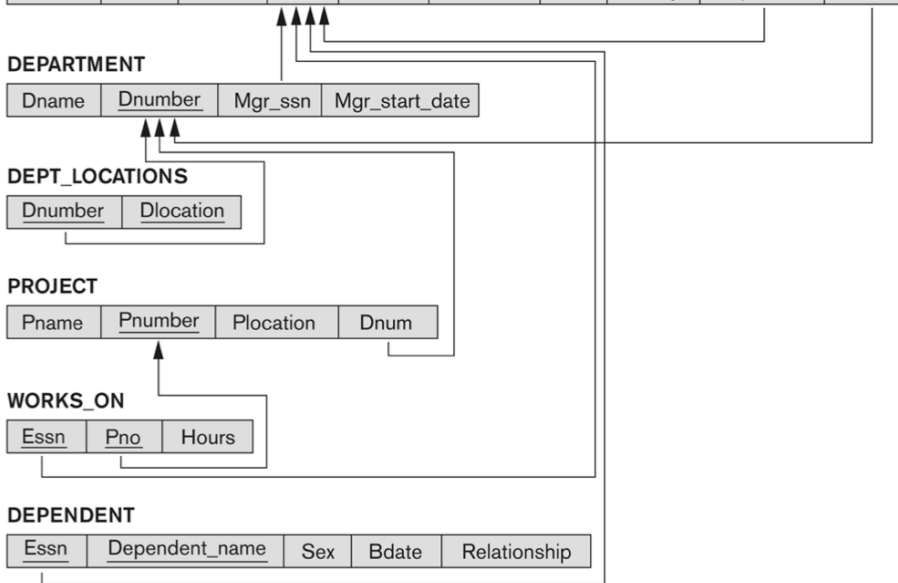 DEPARTMENT
Dname Dnumber Mgr_ssn Mgr_start_date
DEPT_LOCATIONS
Dnumber Dlocation
PROJECT
Pname Pnumber Plocation Dnum
WORKS_ON
Essn Pno Hours
DEPENDENT
Essn Dependent_name Sex Bdate Relationship